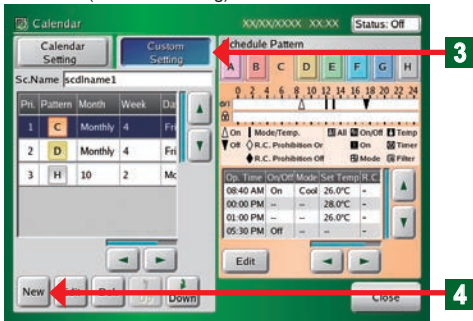 Calendar XX/XX/XXXX XX:XX Status: Off
Calendar Setting
Custom Setting
3
Sc.Name scdlname1
Pri. Pattern Month Week Da
1 C Monthly 4 Fri
2 D Monthly 4 Fri
3 H 10 2 Mo
New
Up Down
4
Schedule Pattern
A B C D E F G H
0 2 4 6 8 10 12 14 16 18 20 22 24
On Mode/Temp. All On/Off Temp
Off R.C. Prohibition On On Timer
R.C. Prohibition Off Mode Filter
Op. Time On/Off Mode Set Temp R.C.
08:40 AM On Cool 26.0°C -
00:00 PM -- -- 28.0°C -
01:00 PM -- -- 26.0°C -
05:30 PM Off -- -- -
Edit
Close